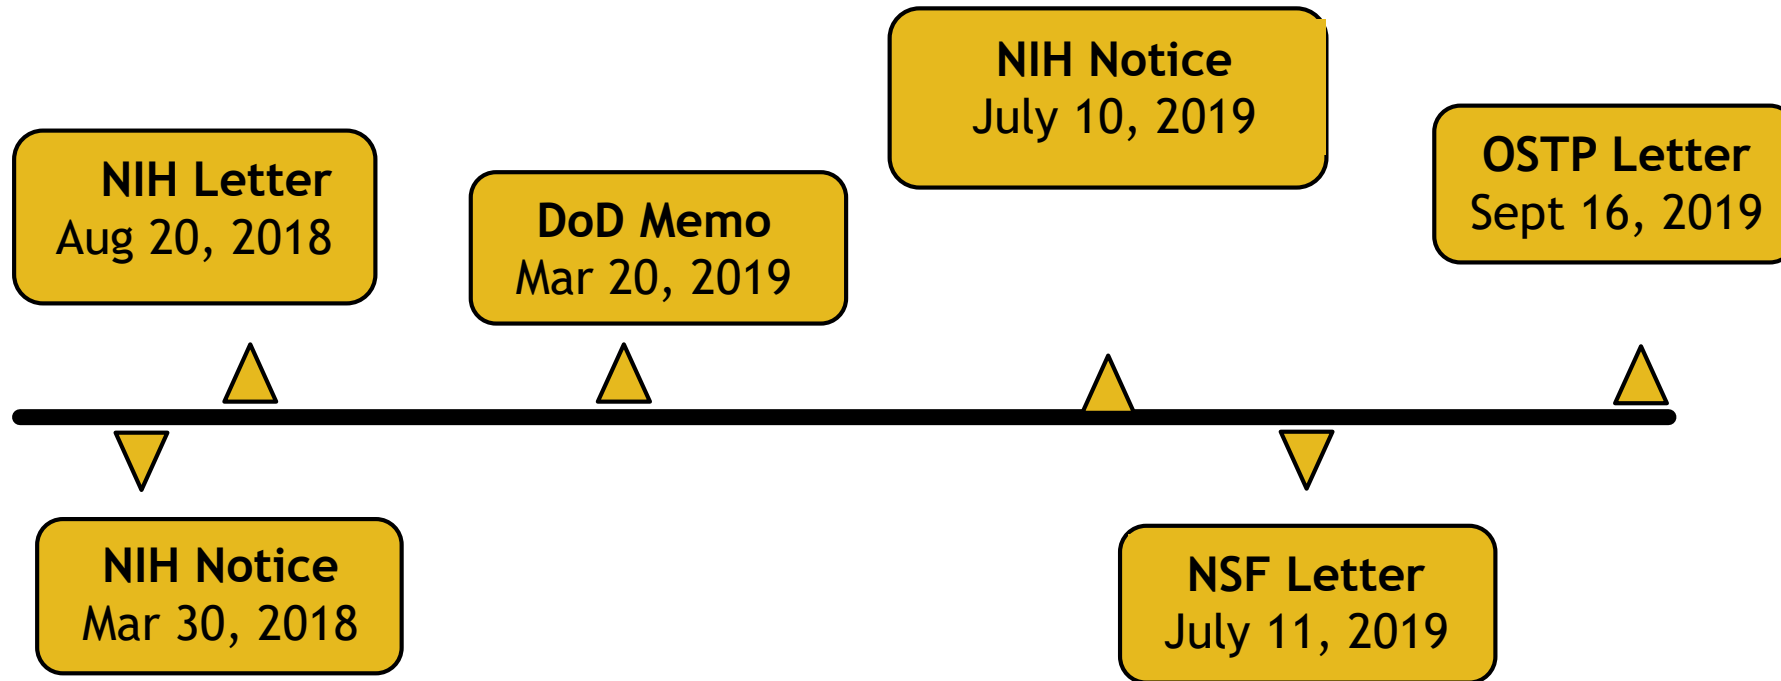 NIH Notice
July 10, 2019
OSTP Letter
Sept 16, 2019
NIH Letter
Aug 20, 2018
DoD Memo
Mar 20, 2019
NIH Notice
Mar 30, 2018
NSF Letter
July 11, 2019